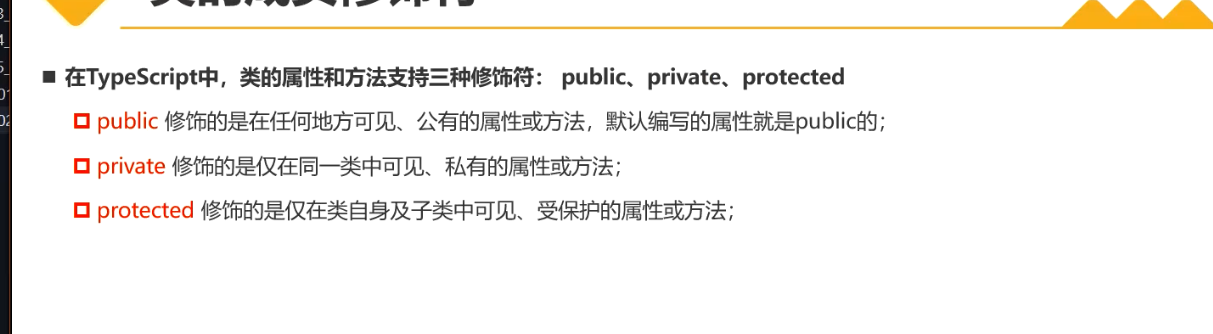 ■ 在TypeScript中，类的属性和方法支持三种修饰符： public、private、protected
public 修饰的是在任何地方可见、公有的属性或方法，默认编写的属性就是public的；
private 修饰的是仅在同一类中可见、私有的属性或方法；
protected 修饰的是仅在类自身及子类中可见、受保护的属性或方法；